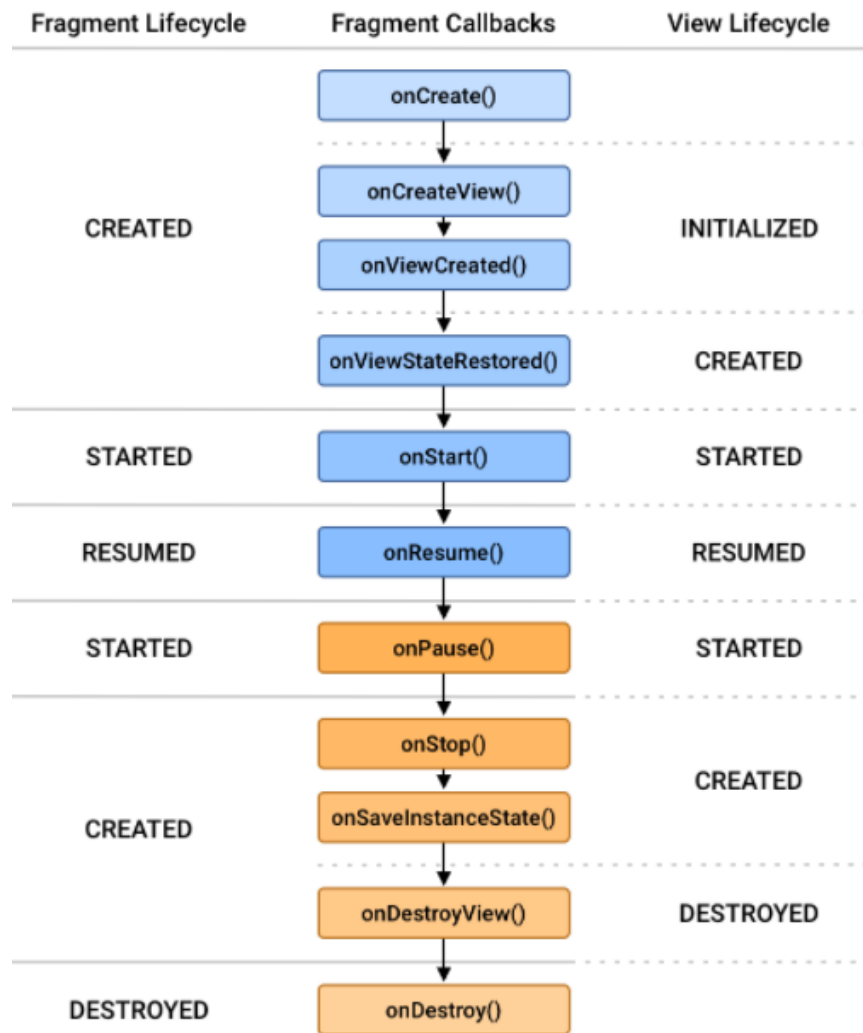 Fragment Lifecycle Fragment Callbacks View Lifecycle
onCreate()
onCreateView()
CREATED INITIALIZED
onViewCreated()
onViewStateRestored() CREATED
STARTED onStart() STARTED
RESUMED onResume() RESUMED
STARTED onPause() STARTED
onStop()
CREATED
onSaveInstanceState()
CREATED
onDestroyView() DESTROYED
DESTROYED onDestroy()